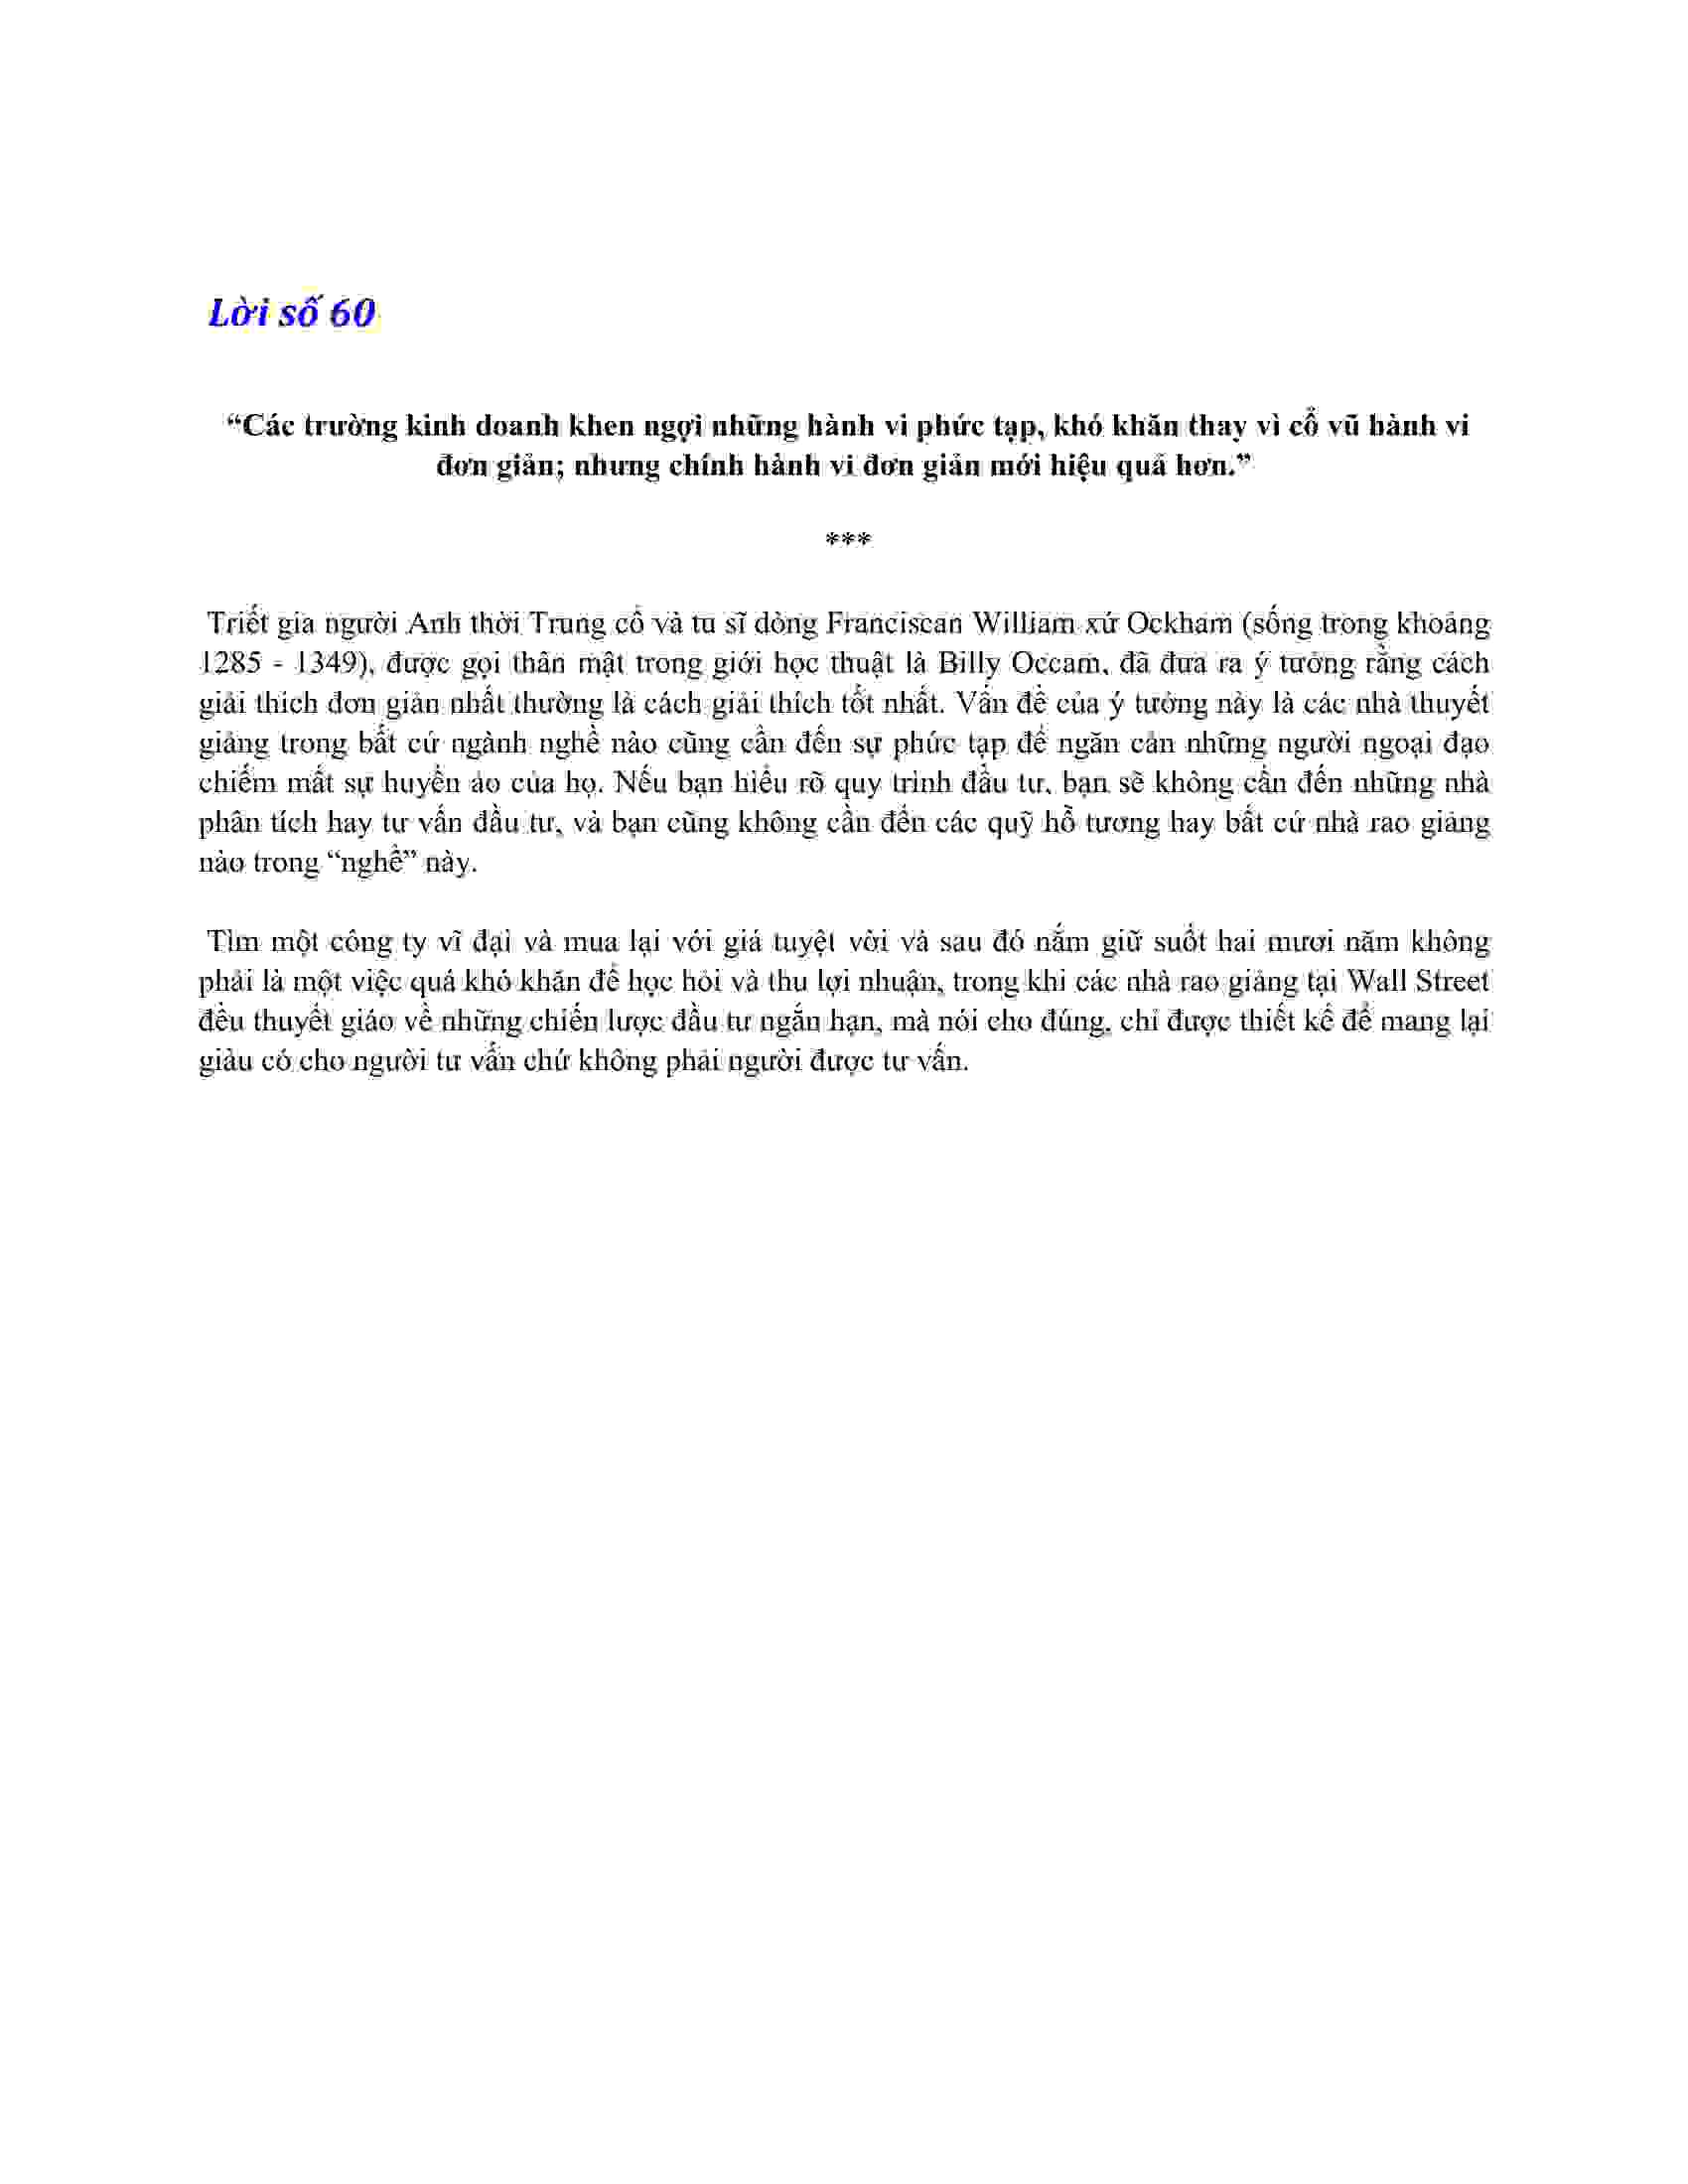 Lời số 60
“Các trường kinh doanh khen ngợi những hành vi phức tạp, khó khăn thay vì cổ vũ hành vi
đơn giản; nhưng chính hành vi đơn giản mới hiệu quả hơn.”
***
Triết gia người Anh thời Trung cổ và tu sĩ dòng Franciscan William xứ Ockham (sống trong khoảng
1285 - 1349), được gọi thân mật trong giới học thuật là Billy Occam, đã đưa ra ý tưởng rằng cách
giải thích đơn giản nhất thường là cách giải thích tốt nhất. Vấn đề của ý tưởng này là các nhà thuyết
giảng trong bất cứ ngành nghề nào cũng cần đến sự phức tạp để ngăn cản những người ngoại đạo
chiếm mất sự huyền ảo của họ. Nếu bạn hiểu rõ quy trình đầu tư, bạn sẽ không cần đến những nhà
phân tích hay tư vấn đầu tư, và bạn cũng không cần đến các quỹ hỗ tương hay bất cứ nhà rao giảng
nào trong “nghề” này.
Tìm một công ty vĩ đại và mua lại với giá tuyệt vời và sau đó nắm giữ suốt hai mươi năm không
phải là một việc quá khó khăn để học hỏi và thu lợi nhuận, trong khi các nhà rao giảng tại Wall Street
đều thuyết giáo về những chiến lược đầu tư ngắn hạn, mà nói cho đúng, chỉ được thiết kế để mang lại
giàu có cho người tư vấn chứ không phải người được tư vấn.